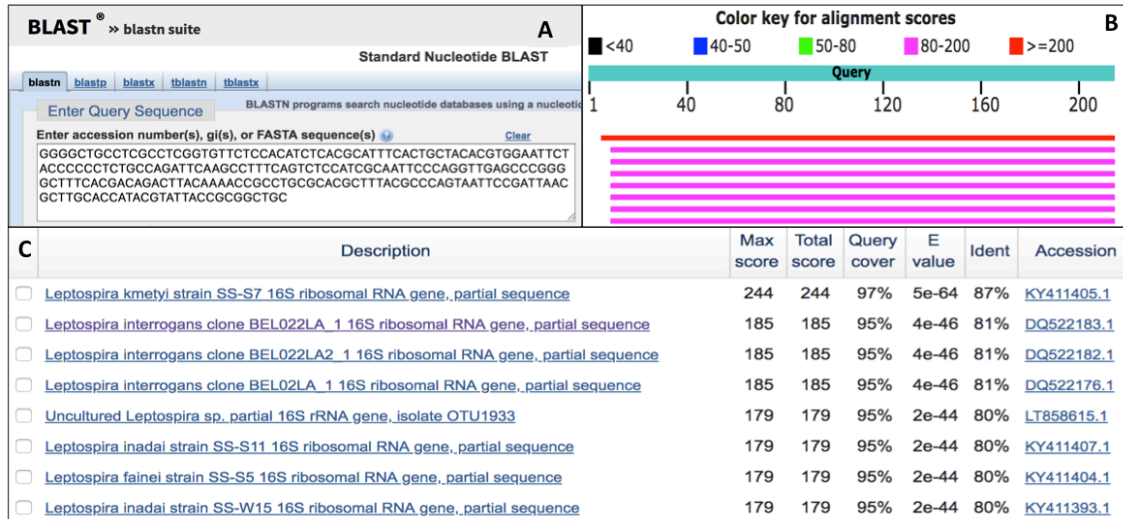 BLAST ® » blastn suite
A
Standard Nucleotide BLAST
blastn blastp blastx tblastn tblastx
Enter Query Sequence
BLASTN programs search nucleotide databases using a nucleotid
Enter accession number(s), gi(s), or FASTA sequence(s)
Clear
GGGGCTGCCTCGCCTCGGTGTTCTCCACATCTCACGCATTTCACTGCTACACGTGGAATTCT
ACCCCCCTCTGCCAGATTCAAGCCTTTCAGTCTCCATCGCAATTCCCAGGTTGAGCCCGGG
GCTTTCACGACAGACTTACAAAACCGCCTGCGCACGCTTTACGCCCAGTAATTCCGATTAAC
GCTTGCACCATACGTATTACCGCGGCTGC
Color key for alignment scores
B
<40 40-50 50-80 80-200 >=200
Query
1 40 80 120 160 200
C
Description Max score Total score Query cover E value Ident Accession
Leptospira kmetyi strain SS-S7 16S ribosomal RNA gene, partial sequence 244 244 97% 5e-64 87% KY411405.1
Leptospira interrogans clone BEL022LA_1 16S ribosomal RNA gene, partial sequence 185 185 95% 4e-46 81% DQ522183.1
Leptospira interrogans clone BEL022LA2_1 16S ribosomal RNA gene, partial sequence 185 185 95% 4e-46 81% DQ522182.1
Leptospira interrogans clone BEL02LA_1 16S ribosomal RNA gene, partial sequence 185 185 95% 4e-46 81% DQ522176.1
Uncultured Leptospira sp. partial 16S rRNA gene, isolate OTU1933 179 179 95% 2e-44 80% LT858615.1
Leptospira inadai strain SS-S11 16S ribosomal RNA gene, partial sequence 179 179 95% 2e-44 80% KY411407.1
Leptospira fainei strain SS-S5 16S ribosomal RNA gene, partial sequence 179 179 95% 2e-44 80% KY411404.1
Leptospira inadai strain SS-W15 16S ribosomal RNA gene, partial sequence 179 179 95% 2e-44 80% KY411393.1